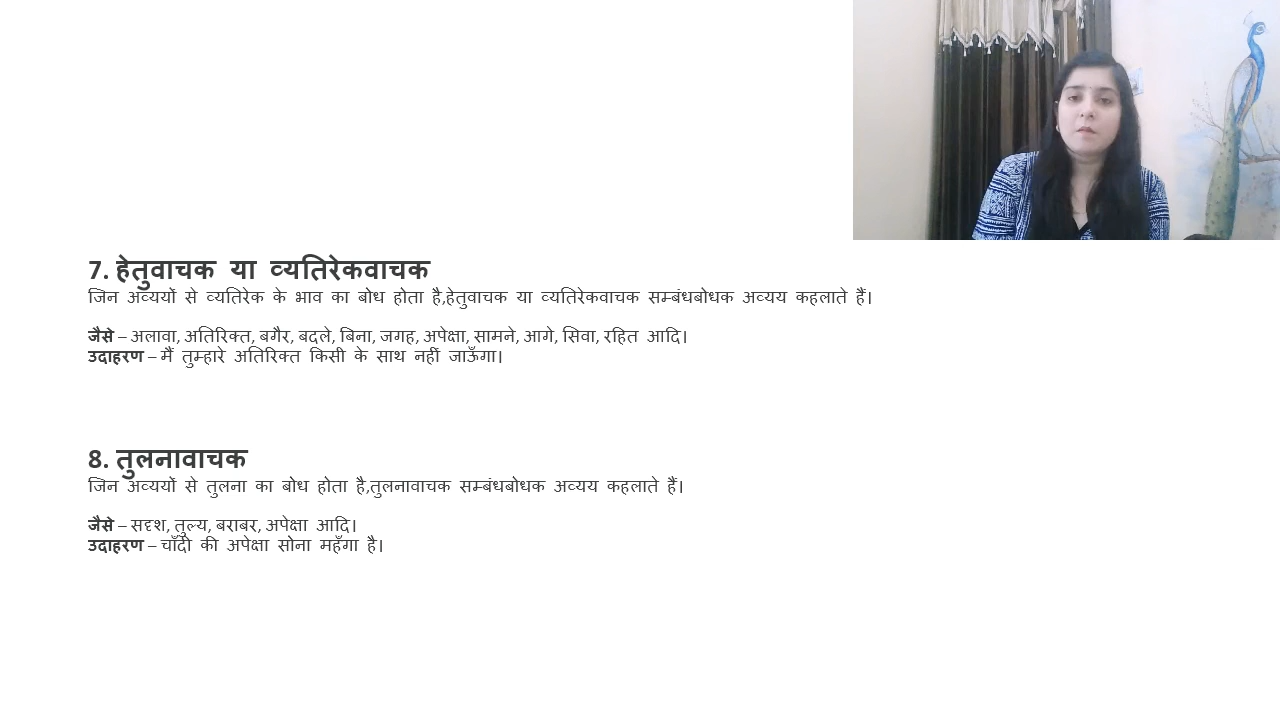 7. हेतुवाचक या व्यतिरेकवाचक
जिन अव्ययों से व्यतिरेक के भाव का बोध होता है,हेतुवाचक या व्यतिरेकवाचक सम्बंधबोधक अव्यय कहलाते हैं।
जैसे – अलावा, अतिरिक्त, बगैर, बदले, बिना, जगह, अपेक्षा, सामने, आगे, सिवा, रहित आदि।
उदाहरण – मैं तुम्हारे अतिरिक्त किसी के साथ नहीं जाऊँगा।
8. तुलनावाचक
जिन अव्ययों से तुलना का बोध होता है,तुलनावाचक सम्बंधबोधक अव्यय कहलाते हैं।
जैसे – सदृश, तुल्य, बराबर, अपेक्षा आदि।
उदाहरण – चाँदी की अपेक्षा सोना महँगा है।